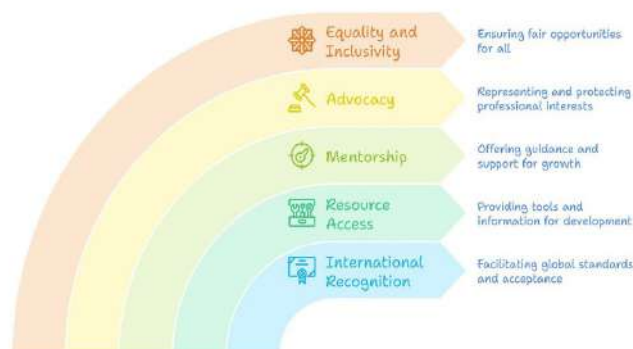 Equality and
Inclusivity
Ensuring fair opportunities
for all
Advocacy
Representing and protecting
professional interests
Mentorship
Offering guidance and
support for growth
Resource
Access
Providing tools and
information for development
International
Recognition
Facilitating global standards
and acceptance